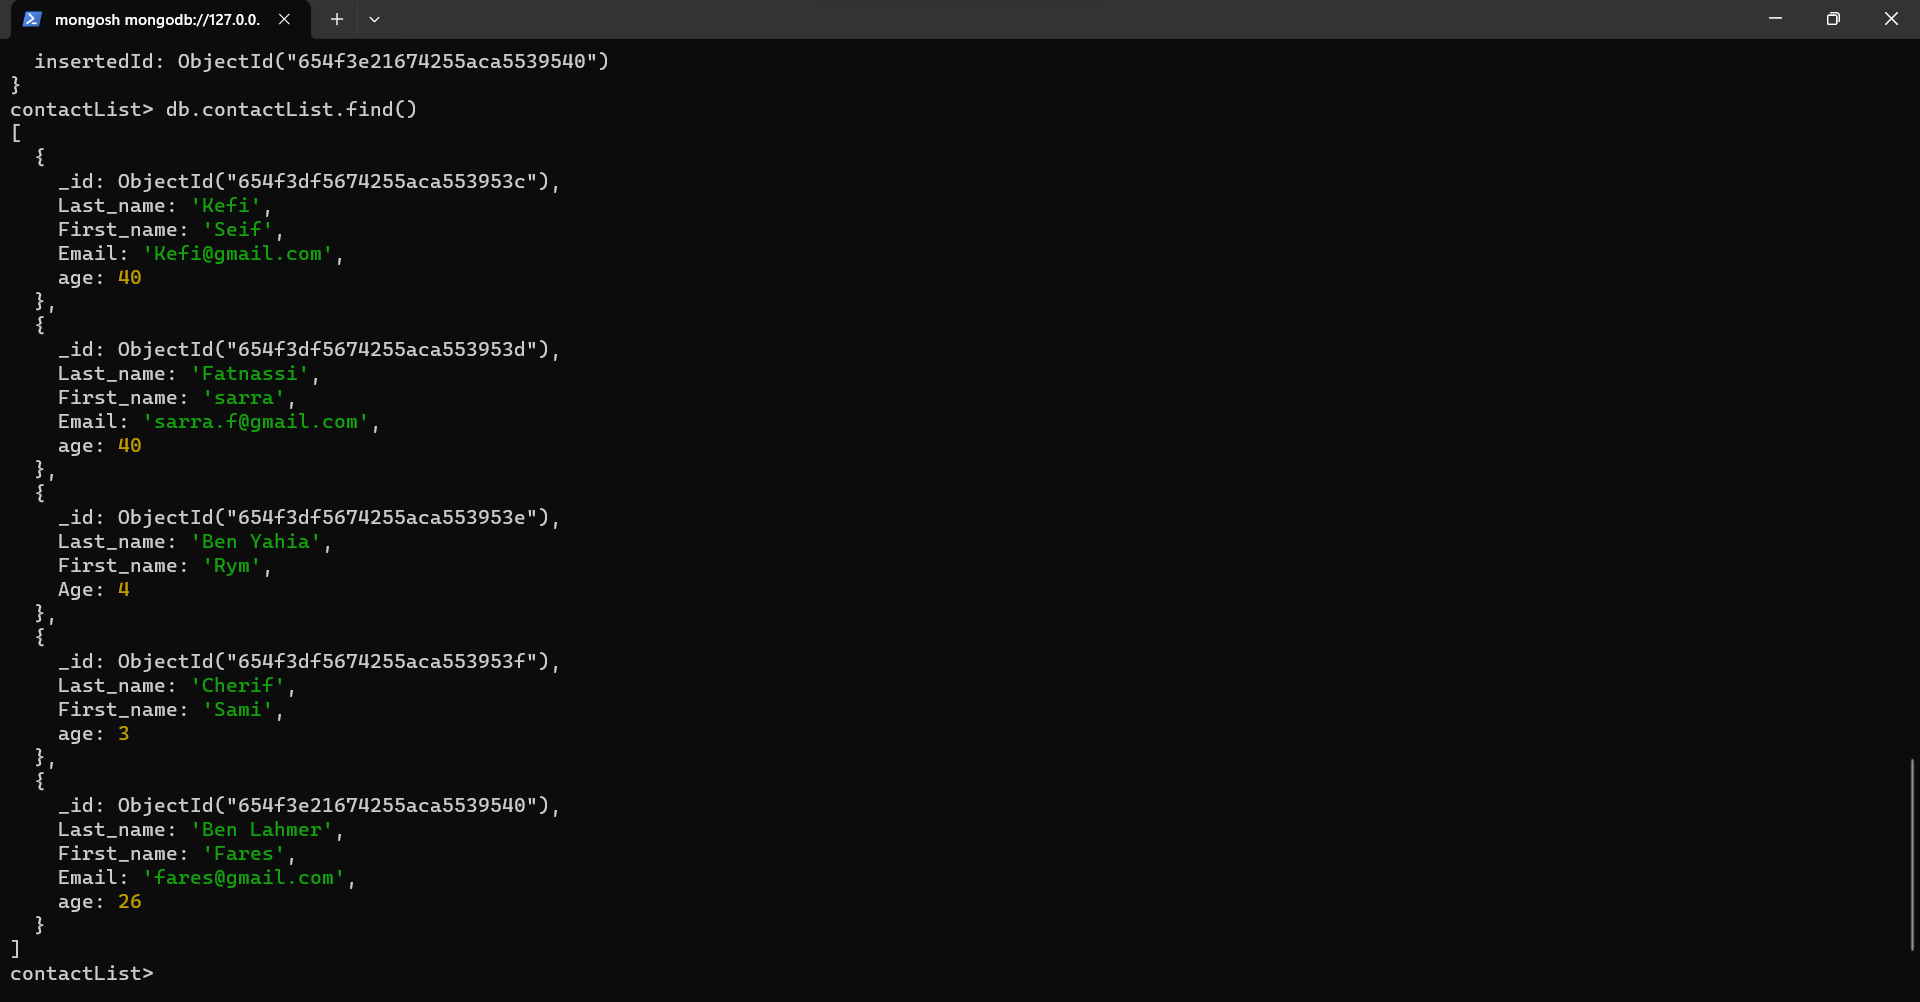 mongosh mongodb://127.0.0.
insertedId: ObjectId("654f3e21674255aca5539540")
}
contactList> db.contactList.find()
[
  {
    _id: ObjectId("654f3df5674255aca553953c"),
    Last_name: 'Kefi',
    First_name: 'Seif',
    Email: 'Kefi@gmail.com',
    age: 40
  },
  {
    _id: ObjectId("654f3df5674255aca553953d"),
    Last_name: 'Fatnassi',
    First_name: 'sarra',
    Email: 'sarra.f@gmail.com',
    age: 40
  },
  {
    _id: ObjectId("654f3df5674255aca553953e"),
    Last_name: 'Ben Yahia',
    First_name: 'Rym',
    Age: 4
  },
  {
    _id: ObjectId("654f3df5674255aca553953f"),
    Last_name: 'Cherif',
    First_name: 'Sami',
    age: 3
  },
  {
    _id: ObjectId("654f3e21674255aca5539540"),
    Last_name: 'Ben Lahmer',
    First_name: 'Fares',
    Email: 'fares@gmail.com',
    age: 26
  }
]
contactList>